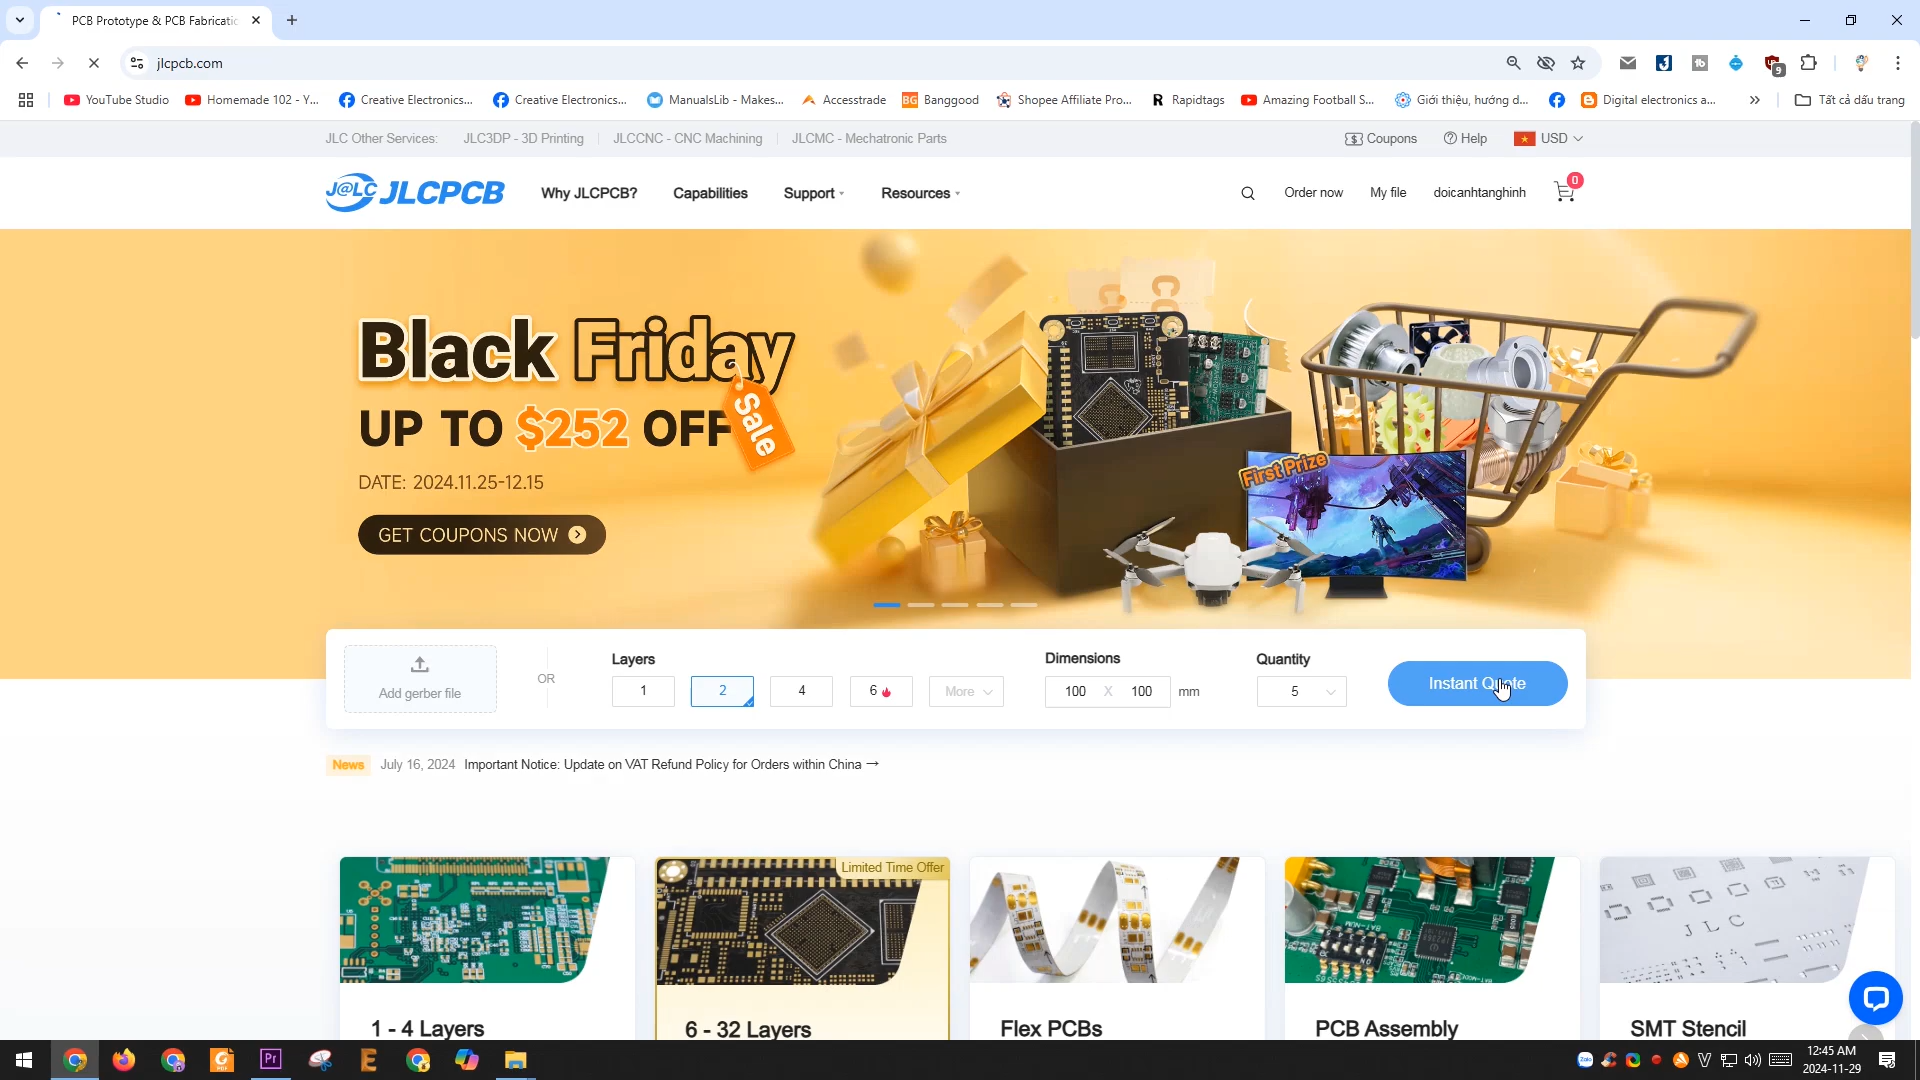 PCB Prototype & PCB Fabricatic
jlcpcb.com
YouTube Studio
Homemade 102 - Y...
Creative Electronics...
Creative Electronics...
ManualsLib - Makes...
Accesstrade
BG Banggood
Shopee Affiliate Pro...
R Rapidtags
Amazing Football S...
Giới thiệu, hướng d...
Digital electronics a...
Tất cả dấu trang
JLC Other Services:
JLC3DP - 3D Printing
JLCCNC - CNC Machining
JLCMC - Mechatronic Parts
Coupons
Help
USD
J@LC JLCPCB
Why JLCPCB?
Capabilities
Support
Resources
Order now
My file
doicanhtanghinh
0
Black Friday
UP TO $252 OFF
Sale
DATE: 2024.11.25-12.15
GET COUPONS NOW
First Prize
Add gerber file
OR
Layers
1
2
4
6
More
Dimensions
100 X 100 mm
Quantity
5
Instant Quote
News July 16, 2024 Important Notice: Update on VAT Refund Policy for Orders within China →
Limited Time Offer
J L C
1 - 4 Layers
6 - 32 Layers
Flex PCBs
PCB Assembly
SMT Stencil
Pr
12:45 AM
2024-11-29